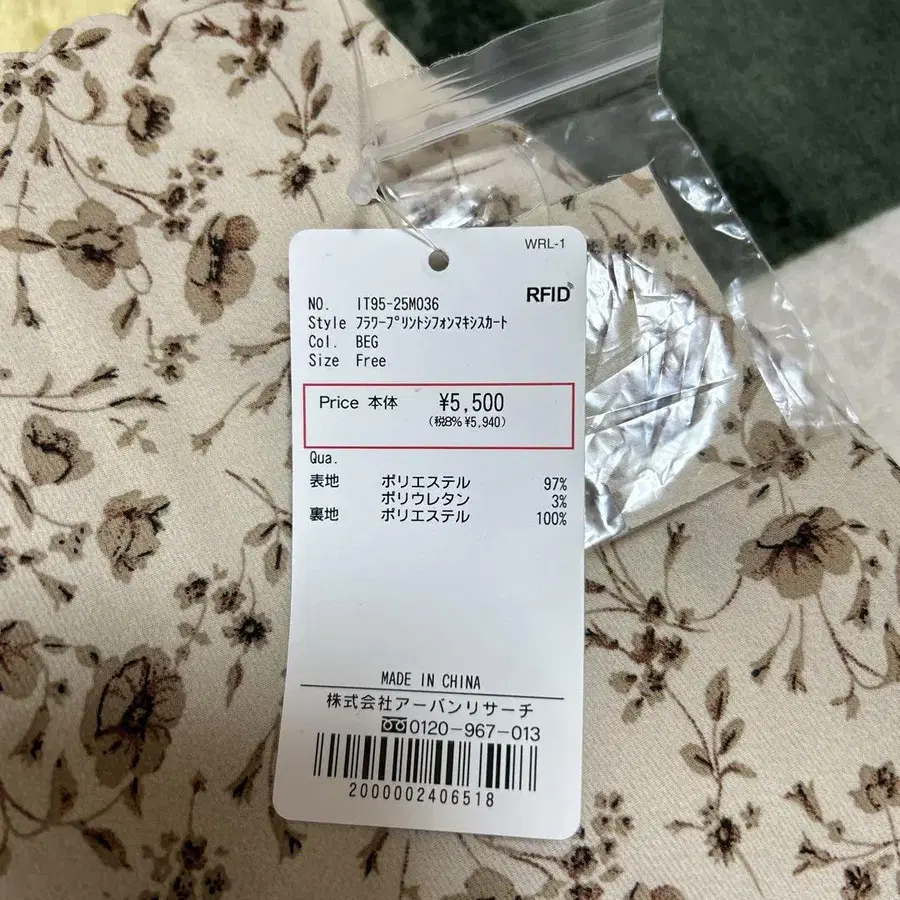 WRL-1
RFID
NO. IT95-25M036
Style フラワープリントシフォンマキシスカート
Col. BEG
Size Free
Price 本体 ¥5,500
(税8% ¥5,940)
Qua.
表地 ポリエステル 97%
ポリウレタン 3%
裏地 ポリエステル 100%
MADE IN CHINA
株式会社アーバンリサーチ
0120-967-013
2000002406518